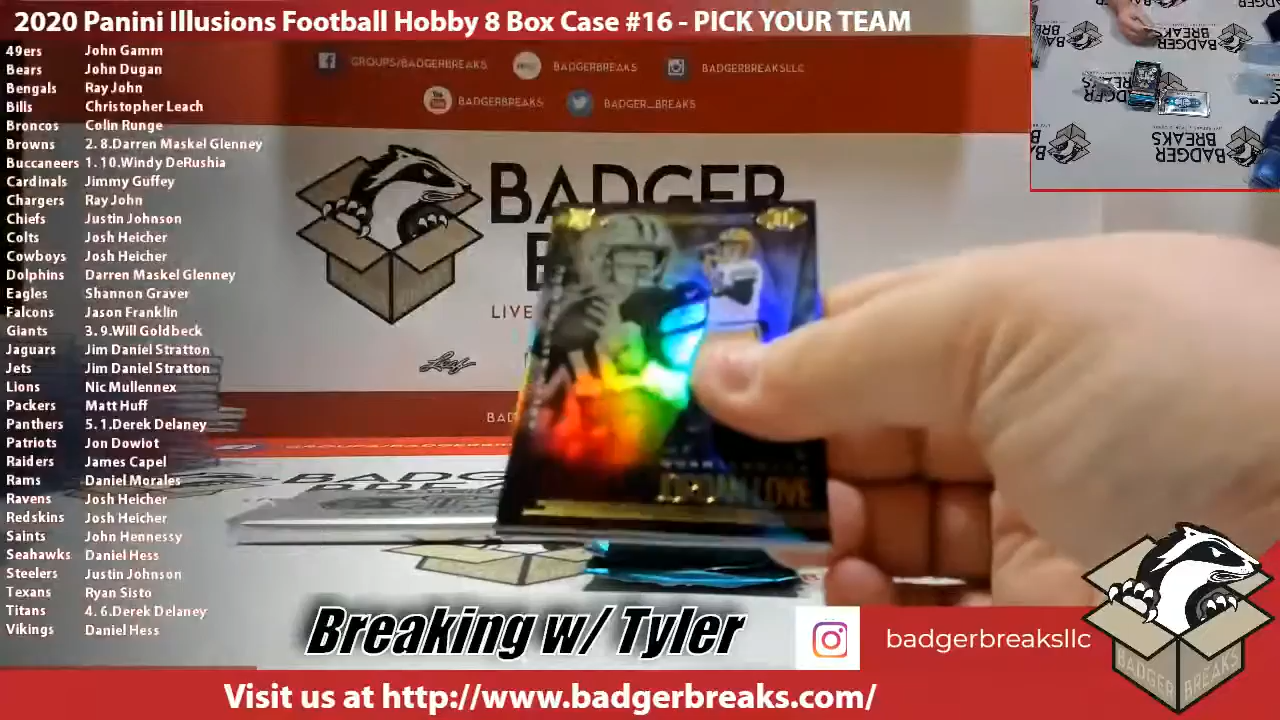 2020 Panini Illusions Football Hobby 8 Box Case #16 - PICK YOUR TEAM
49ers John Gamm
Bears John Dugan
Bengals Ray John
Bills Christopher Leach
Broncos Colin Runge
Browns 2. 8.Darren Maskel Glenney
Buccaneers 1. 10.Windy DeRushia
Cardinals Jimmy Guffey
Chargers Ray John
Chiefs Justin Johnson
Colts Josh Heicher
Cowboys Josh Heicher
Dolphins Darren Maskel Glenney
Eagles Shannon Graver
Falcons Jason Franklin
Giants 3. 9.Will Goldbeck
Jaguars Jim Daniel Stratton
Jets Jim Daniel Stratton
Lions Nic Mullennex
Packers Matt Huff
Panthers 5. 1.Derek Delaney
Patriots Jon Dowiot
Raiders James Capel
Rams Daniel Morales
Ravens Josh Heicher
Redskins Josh Heicher
Saints John Hennessy
Seahawks Daniel Hess
Steelers Justin Johnson
Texans Ryan Sisto
Titans 4. 6.Derek Delaney
Vikings Daniel Hess
GROUPS/BADGERBREAKS BADGERBREAKS BADGERBREAKSLLC
BADGERBREAKS BADGER_BREAKS
BADGER
B
LIVE
Leaf
BAD
JORDAN LOVE
Breaking w/ Tyler
badgerbreaksllc
BADGER BREAKS
Visit us at http://www.badgerbreaks.com/